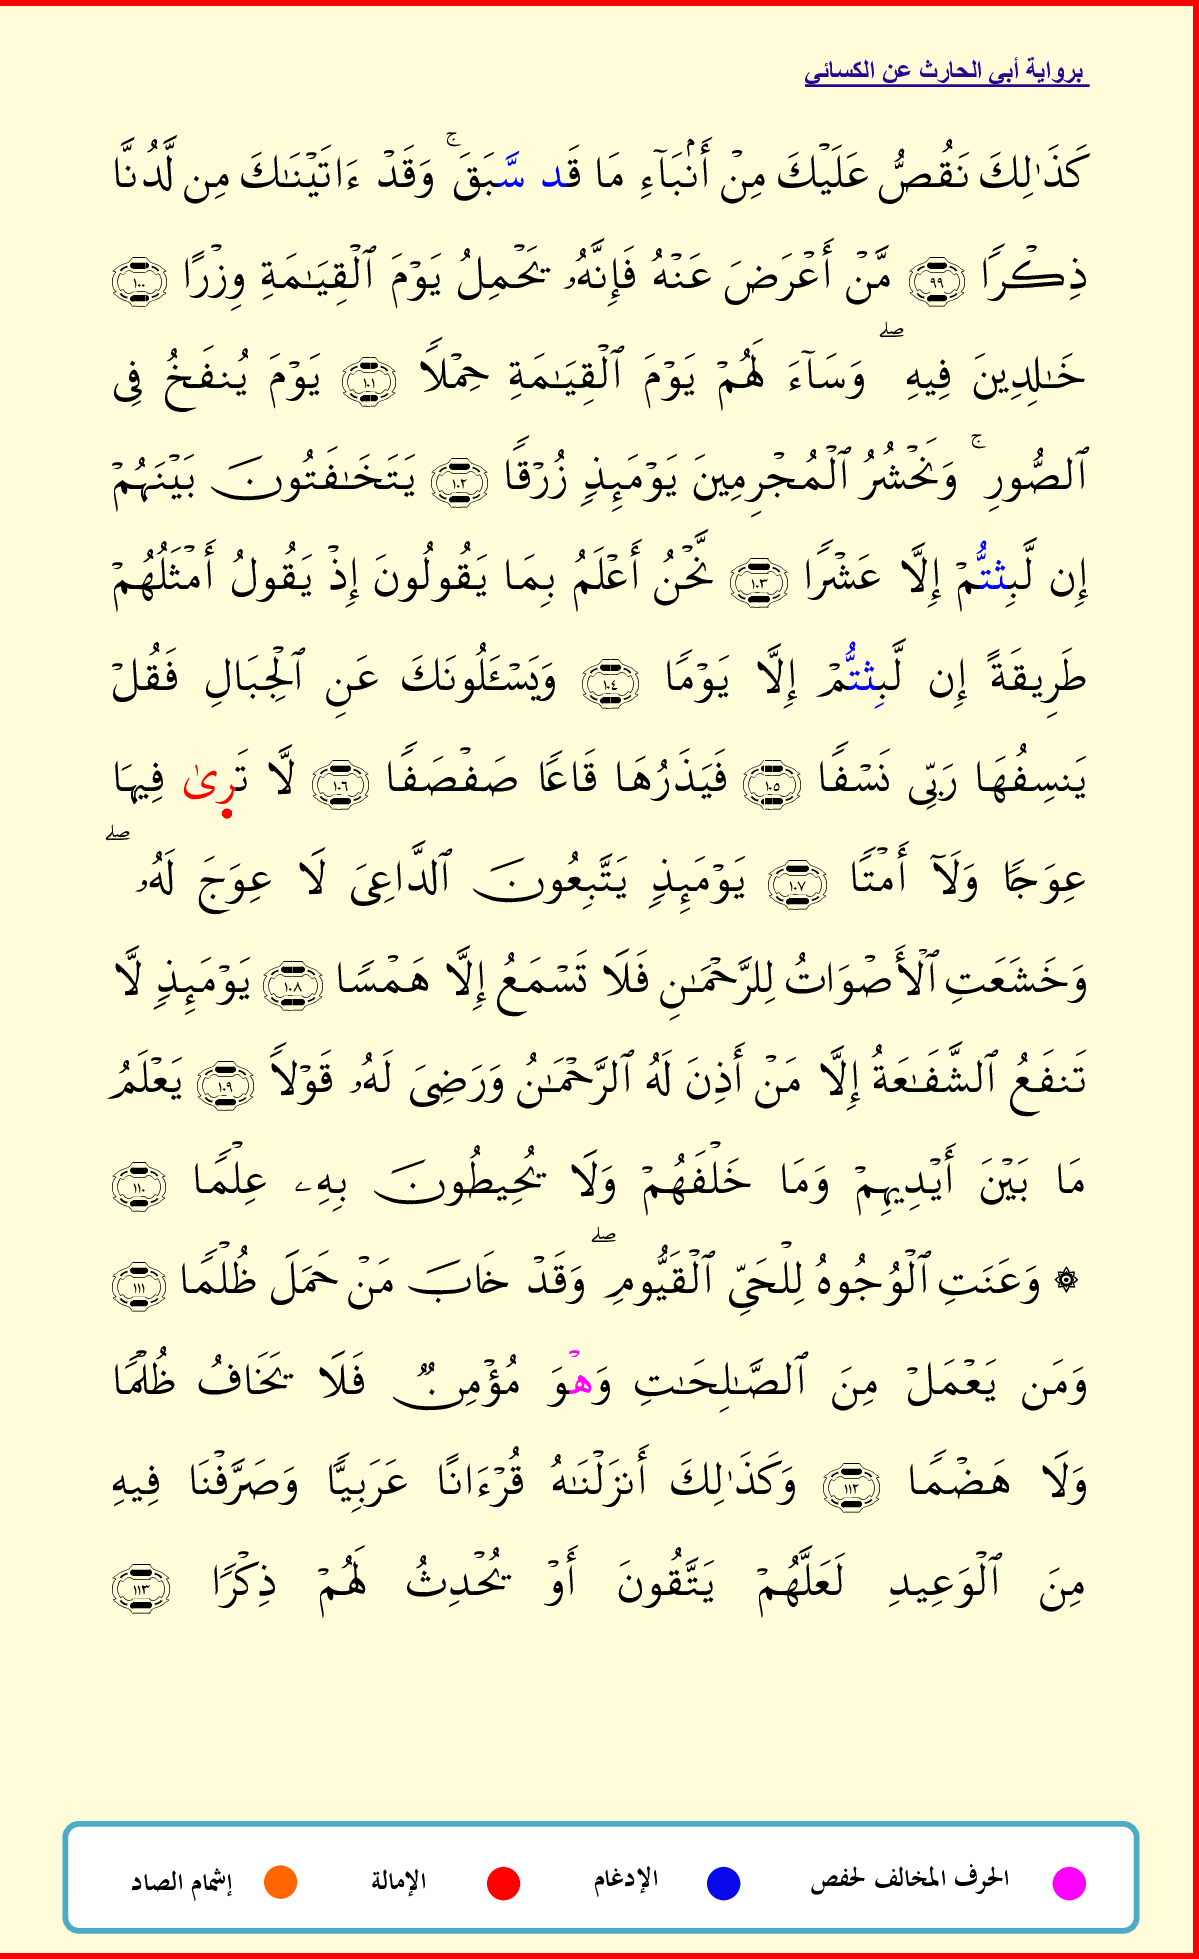 برواية أبي الحارث عن الكسائي
كَذَٰلِكَ نَقُصُّ عَلَيْكَ مِنْ أَنۢبَآءِ مَا قَد سَّبَقَ ۚ وَقَدْ ءَاتَيْنَٰكَ مِن لَّدُنَّا
ذِكْرًا ٩٩ مَّنْ أَعْرَضَ عَنْهُ فَإِنَّهُۥ يَحْمِلُ يَوْمَ ٱلْقِيَٰمَةِ وِزْرًا ١٠٠
خَٰلِدِينَ فِيهِ ۖ وَسَآءَ لَهُمْ يَوْمَ ٱلْقِيَٰمَةِ حِمْلًا ١٠١ يَوْمَ يُنفَخُ فِى
ٱلصُّورِ ۚ وَنَحْشُرُ ٱلْمُجْرِمِينَ يَوْمَئِذٍ زُرْقًا ١٠٢ يَتَخَٰفَتُونَ بَيْنَهُمْ
إِن لَّبِثتُّمْ إِلَّا عَشْرًا ١٠٣ نَّحْنُ أَعْلَمُ بِمَا يَقُولُونَ إِذْ يَقُولُ أَمْثَلُهُمْ
طَرِيقَةً إِن لَّبِثتُّمْ إِلَّا يَوْمًا ١٠٤ وَيَسْـَٔلُونَكَ عَنِ ٱلْجِبَالِ فَقُلْ
يَنسِفُهَا رَبِّى نَسْفًا ١٠٥ فَيَذَرُهَا قَاعًا صَفْصَفًا ١٠٦ لَّا تَرِىٰ فِيهَا
عِوَجًا وَلَآ أَمْتًا ١٠٧ يَوْمَئِذٍ يَتَّبِعُونَ ٱلدَّاعِىَ لَا عِوَجَ لَهُۥ ۖ
وَخَشَعَتِ ٱلْأَصْوَاتُ لِلرَّحْمَٰنِ فَلَا تَسْمَعُ إِلَّا هَمْسًا ١٠٨ يَوْمَئِذٍ لَّا
تَنفَعُ ٱلشَّفَٰعَةُ إِلَّا مَنْ أَذِنَ لَهُ ٱلرَّحْمَٰنُ وَرَضِىَ لَهُۥ قَوْلًا ١٠٩ يَعْلَمُ
مَا بَيْنَ أَيْدِيهِمْ وَمَا خَلْفَهُمْ وَلَا يُحِيطُونَ بِهِۦ عِلْمًا ١١٠
۞ وَعَنَتِ ٱلْوُجُوهُ لِلْحَىِّ ٱلْقَيُّومِ ۖ وَقَدْ خَابَ مَنْ حَمَلَ ظُلْمًا ١١١
وَمَن يَعْمَلْ مِنَ ٱلصَّٰلِحَٰتِ وَهْوَ مُؤْمِنٌ فَلَا يَخَافُ ظُلْمًا
وَلَا هَضْمًا ١١٢ وَكَذَٰلِكَ أَنزَلْنَٰهُ قُرْءَانًا عَرَبِيًّا وَصَرَّفْنَا فِيهِ
مِنَ ٱلْوَعِيدِ لَعَلَّهُمْ يَتَّقُونَ أَوْ يُحْدِثُ لَهُمْ ذِكْرًا ١١٣
الحرف المخالف لحفص الإدغام الإمالة إشمام الصاد